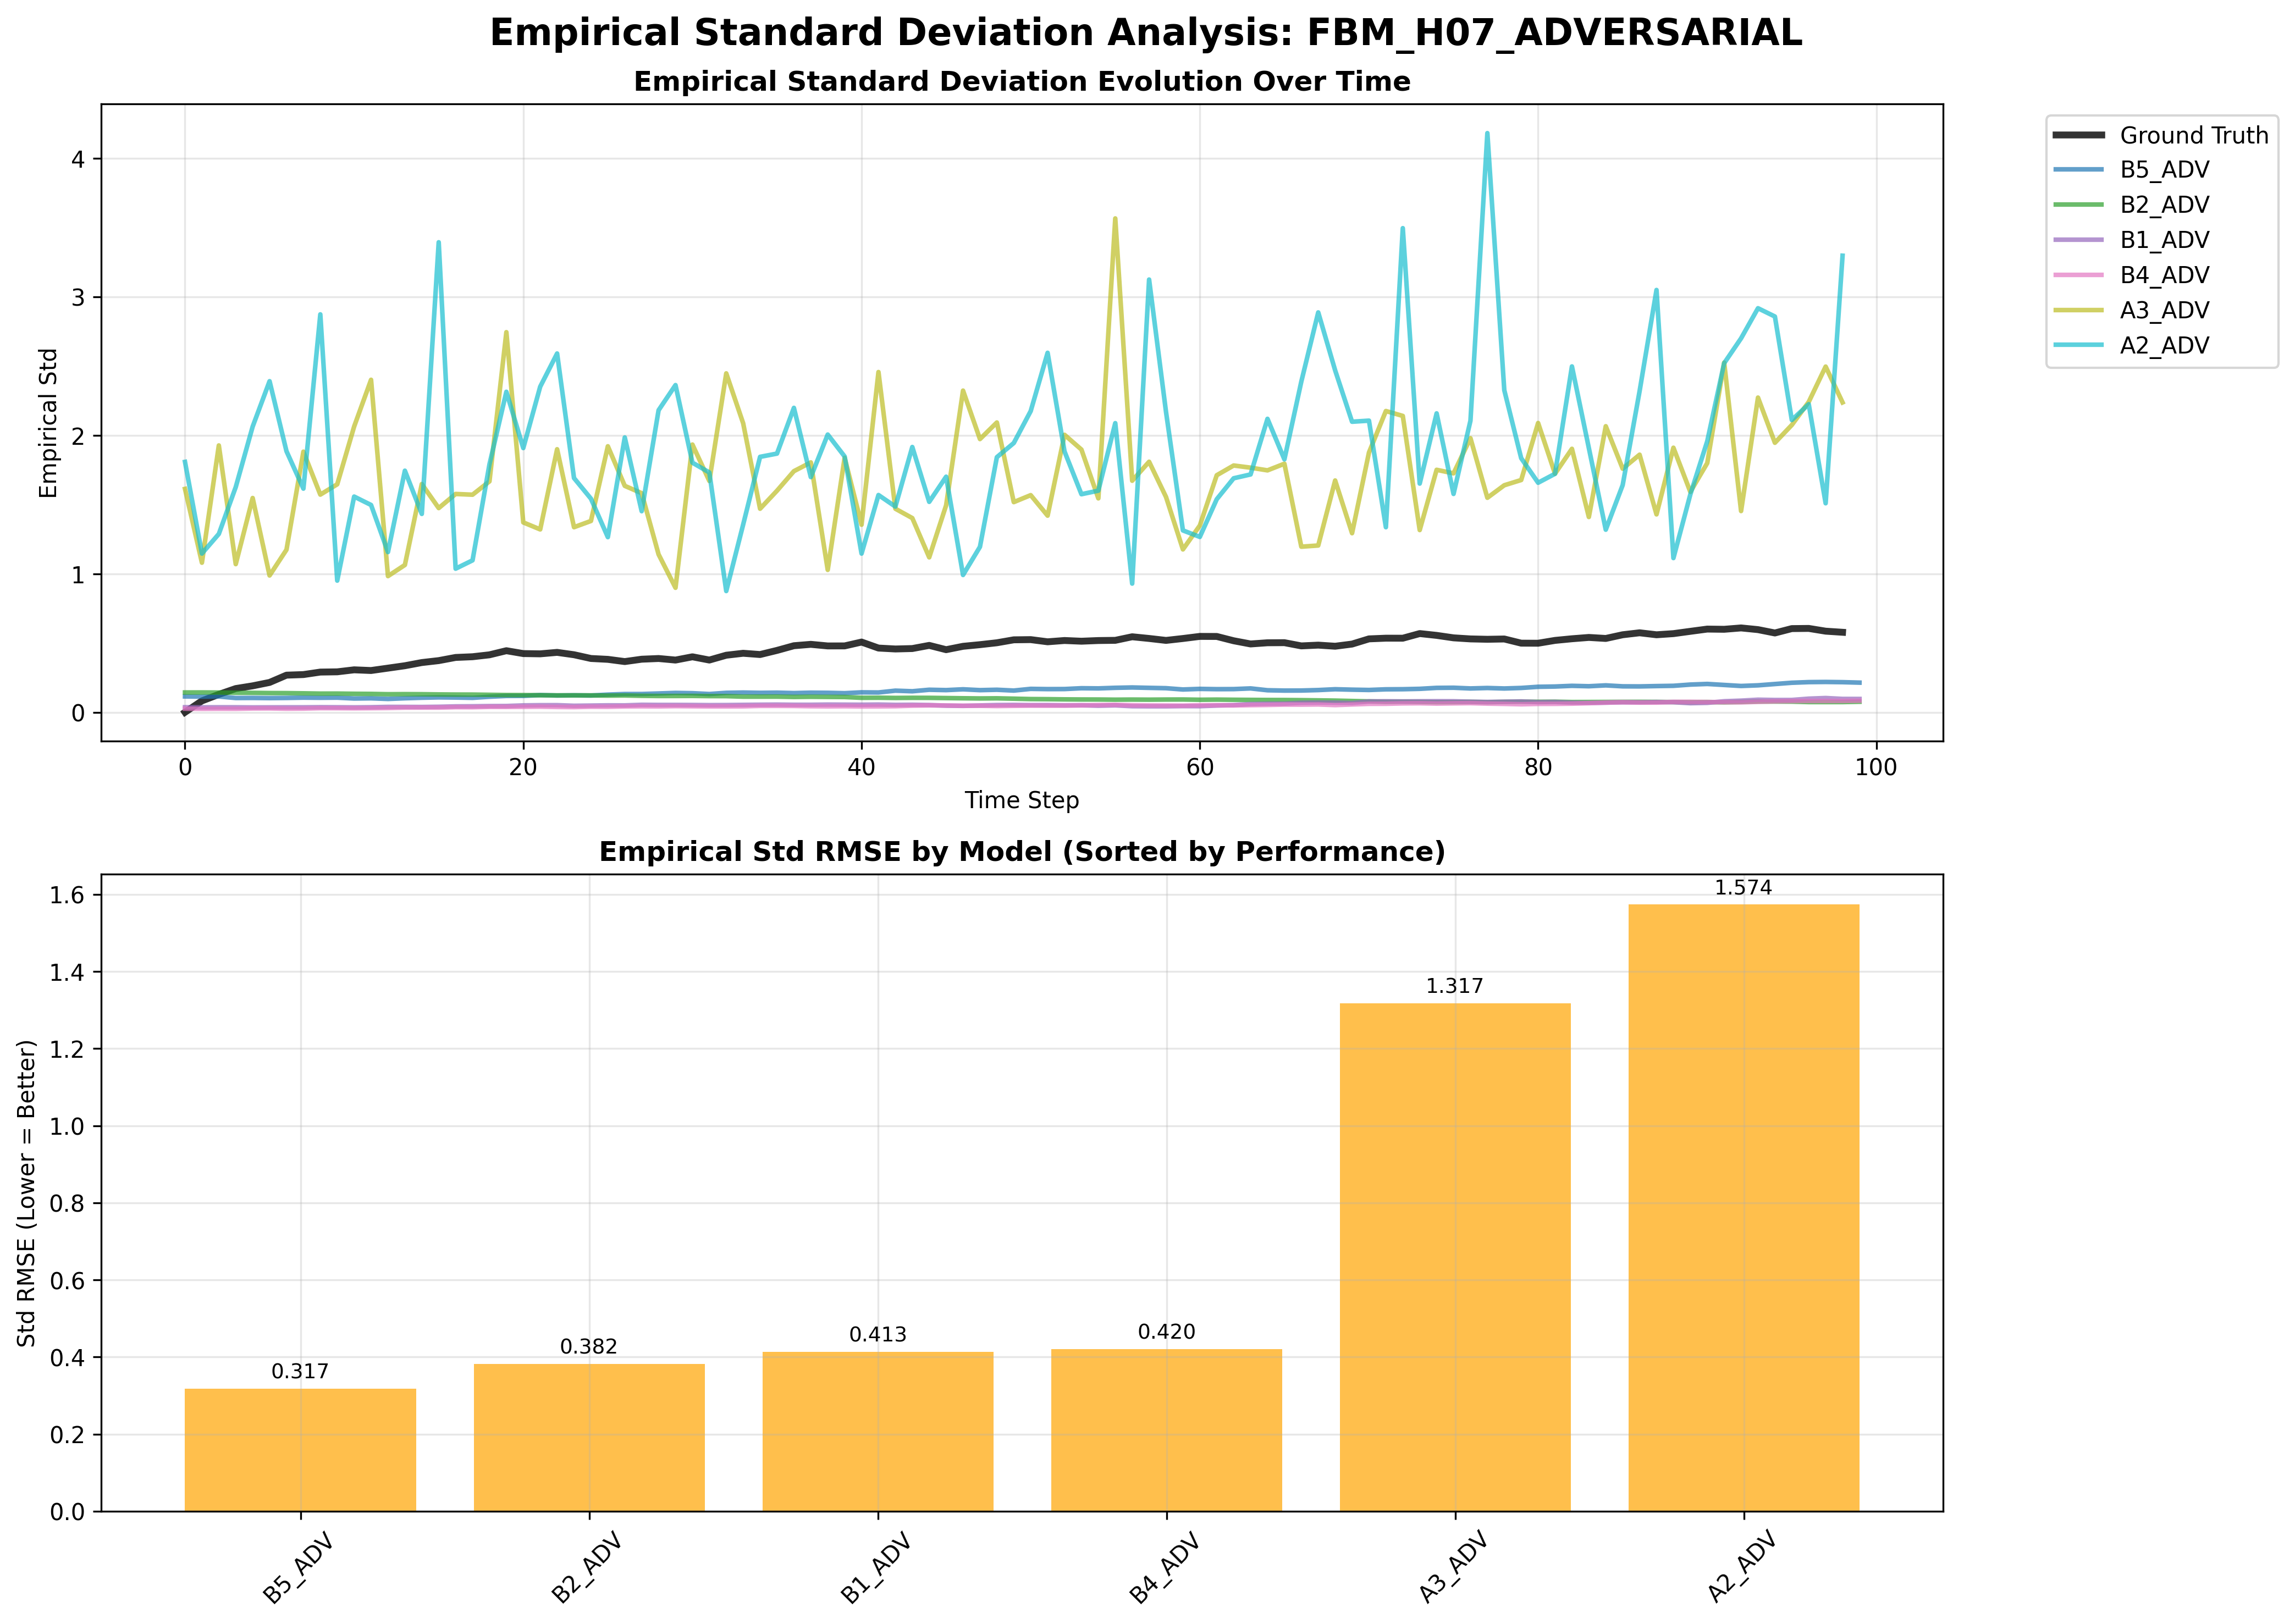 Empirical Standard Deviation Analysis: FBM_H07_ADVERSARIAL
Empirical Standard Deviation Evolution Over Time
Empirical Std
4
3
2
1
0
0 20 40 60 80 100
Time Step
Ground Truth
B5_ADV
B2_ADV
B1_ADV
B4_ADV
A3_ADV
A2_ADV
Empirical Std RMSE by Model (Sorted by Performance)
Std RMSE (Lower = Better)
1.6
1.4
1.2
1.0
0.8
0.6
0.4
0.2
0.0
0.317
0.382
0.413
0.420
1.317
1.574
B5_ADV
B2_ADV
B1_ADV
B4_ADV
A3_ADV
A2_ADV